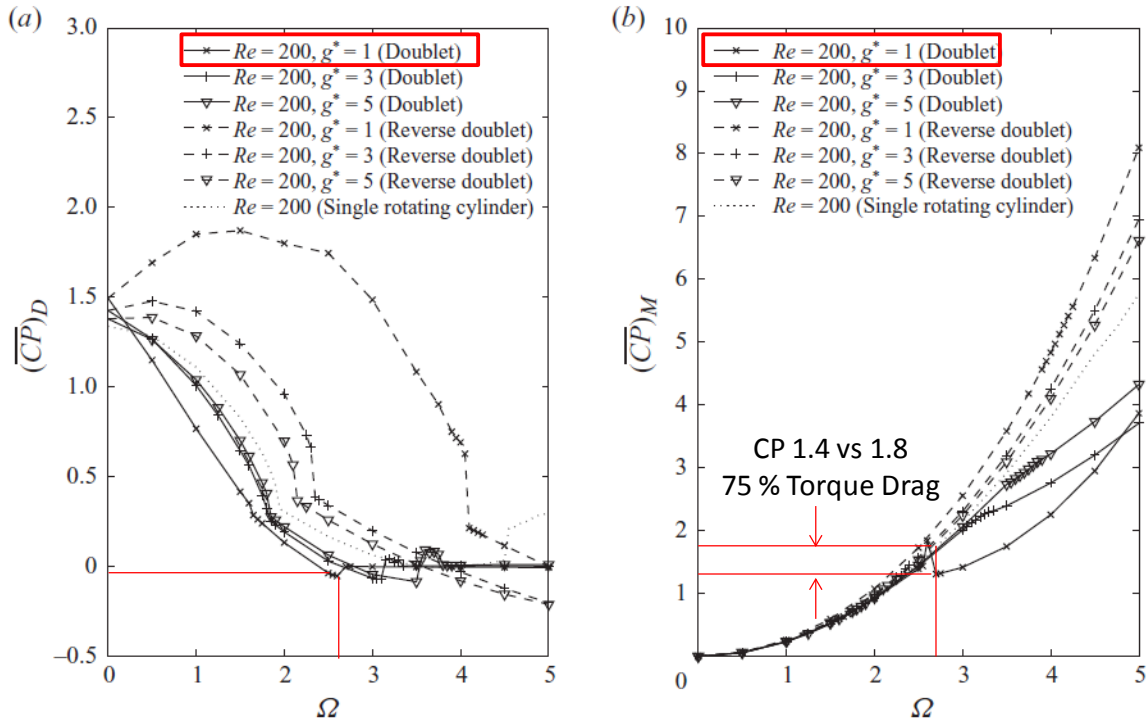 (a)
3.0
2.5
2.0
1.5
1.0
0.5
0
–0.5
(CP)D
Re = 200, g* = 1 (Doublet)
Re = 200, g* = 3 (Doublet)
Re = 200, g* = 5 (Doublet)
Re = 200, g* = 1 (Reverse doublet)
Re = 200, g* = 3 (Reverse doublet)
Re = 200, g* = 5 (Reverse doublet)
Re = 200 (Single rotating cylinder)
0 1 2 3 4 5
Ω
(b)
10
9
8
7
6
5
4
3
2
1
0
(CP)M
Re = 200, g* = 1 (Doublet)
Re = 200, g* = 3 (Doublet)
Re = 200, g* = 5 (Doublet)
Re = 200, g* = 1 (Reverse doublet)
Re = 200, g* = 3 (Reverse doublet)
Re = 200, g* = 5 (Reverse doublet)
Re = 200 (Single rotating cylinder)
CP 1.4 vs 1.8
75 % Torque Drag
1 2 3 4 5
Ω